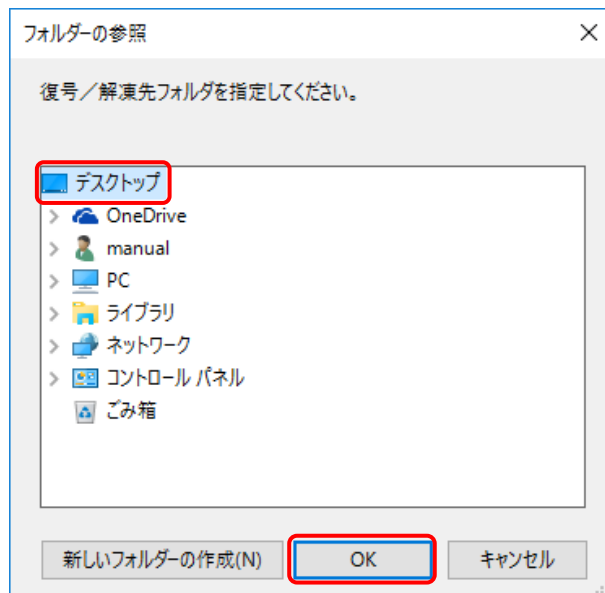 フォルダーの参照
復号／解凍先フォルダを指定してください。
デスクトップ
OneDrive
manual
PC
ライブラリ
ネットワーク
コントロール パネル
ごみ箱
新しいフォルダーの作成(N) OK キャンセル